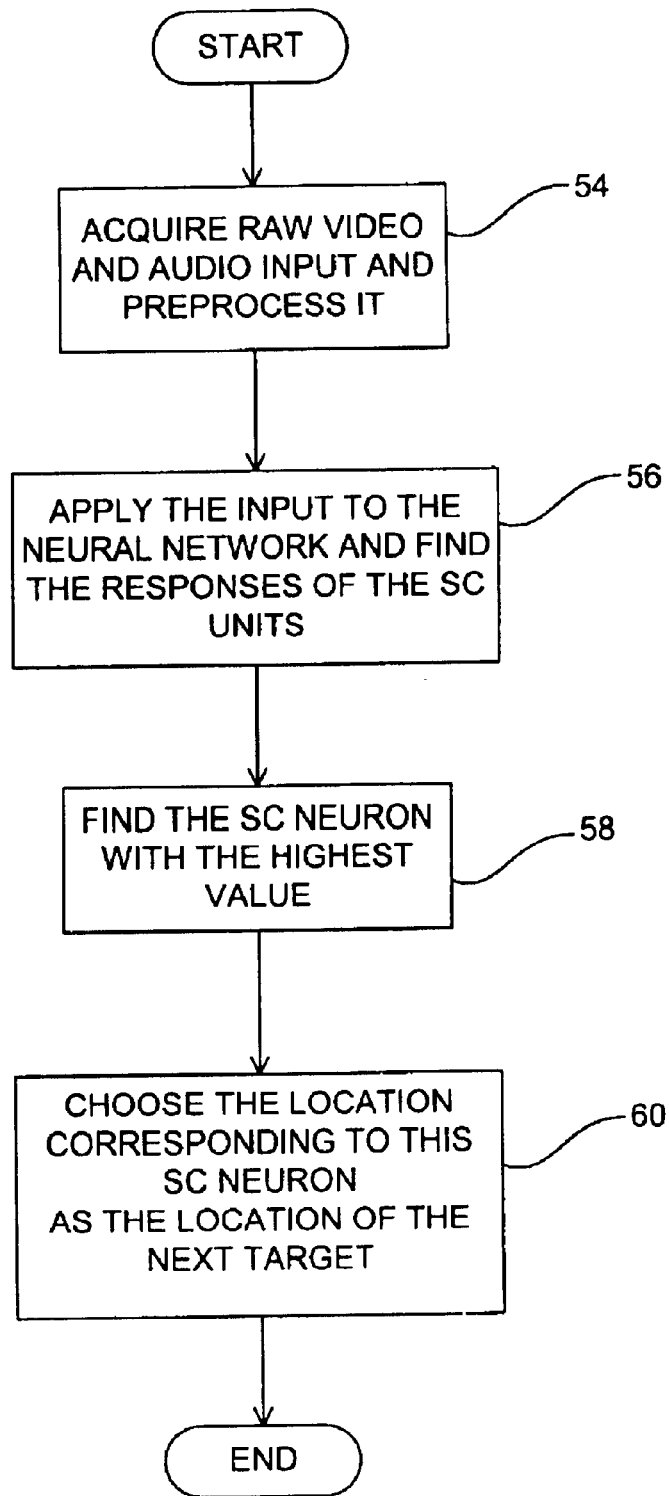 START
54
ACQUIRE RAW VIDEO
AND AUDIO INPUT AND
PREPROCESS IT
56
APPLY THE INPUT TO THE
NEURAL NETWORK AND FIND
THE RESPONSES OF THE SC
UNITS
FIND THE SC NEURON
WITH THE HIGHEST
VALUE
58
CHOOSE THE LOCATION
CORRESPONDING TO THIS
SC NEURON
AS THE LOCATION OF THE
NEXT TARGET
60
END